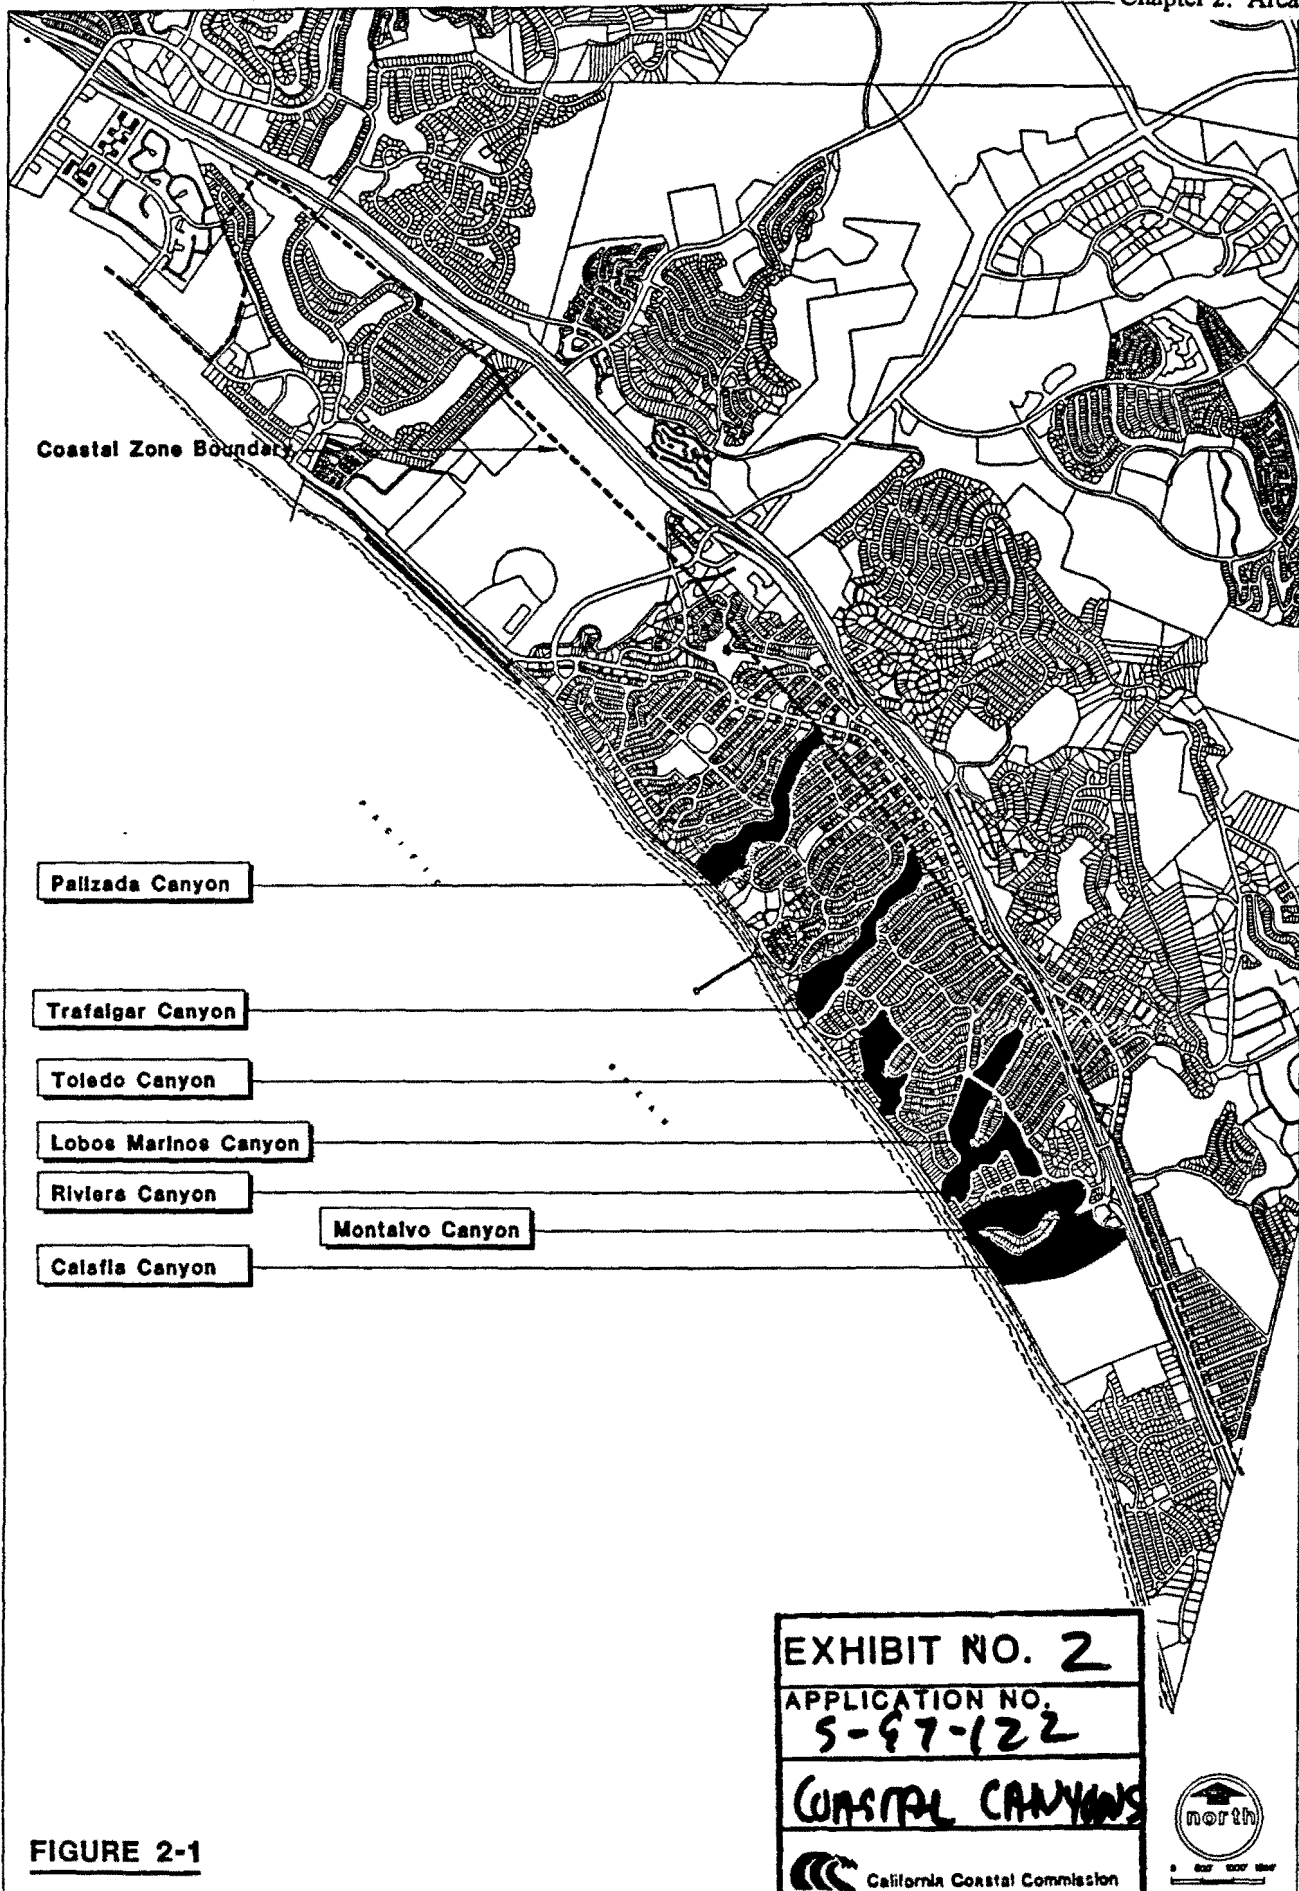 Chapter 2: Area
Coastal Zone Boundary
PACIFIC
Palizada Canyon
Trafalgar Canyon
OCEAN
Toledo Canyon
Lobos Marinos Canyon
Riviera Canyon
Montalvo Canyon
Calafia Canyon
EXHIBIT NO. 2
APPLICATION NO.
5-97-122
COASTAL CANYONS
California Coastal Commission
FIGURE 2-1
north